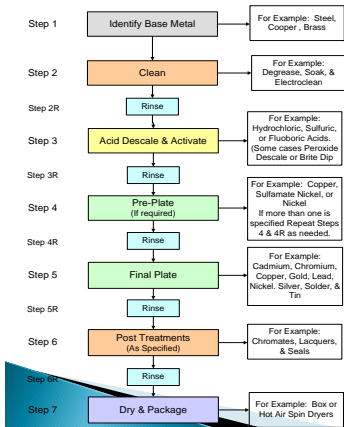 Step 1
Identify Base Metal
For Example: Steel,
Cooper , Brass
Step 2
Clean
For Example:
Degrease, Soak, &
Electroclean
Step 2R
Rinse
Step 3
Acid Descale & Activate
For Example:
Hydrochloric, Sulfuric,
or Fluoboric Acids.
(Some cases Peroxide
Descale or Brite Dip
Step 3R
Rinse
Step 4
Pre-Plate
(If required)
For Example: Copper,
Sulfamate Nickel, or
Nickel
If more than one is
specified Repeat Steps
4 & 4R as needed.
Step 4R
Rinse
Step 5
Final Plate
For Example:
Cadmium, Chromium,
Copper, Gold, Lead,
Nickel. Silver, Solder, &
Tin
Step 5R
Rinse
Step 6
Post Treatments
(As Specified)
For Example:
Chromates, Lacquers,
& Seals
Step 6R
Rinse
Step 7
Dry & Package
For Example: Box or
Hot Air Spin Dryers